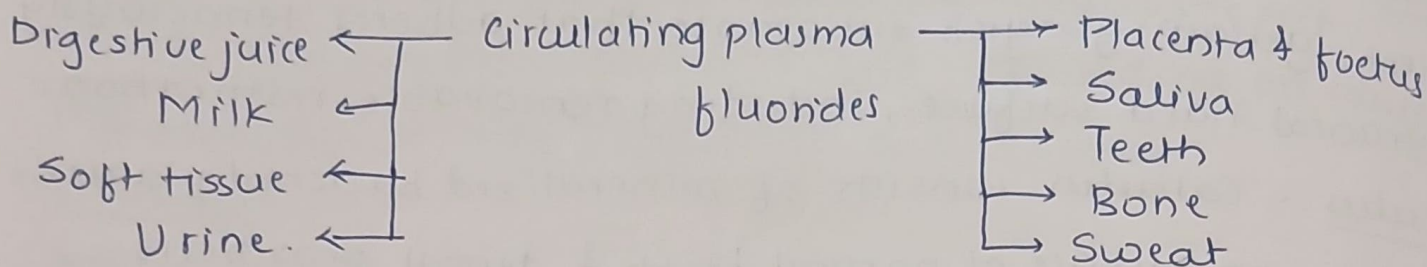 Digestive juice ← Circulating plasma → Placenta & foetus
Milk ← fluorides → Saliva
→ Teeth
Soft tissue ←
→ Bone
Urine. ←
→ Sweat